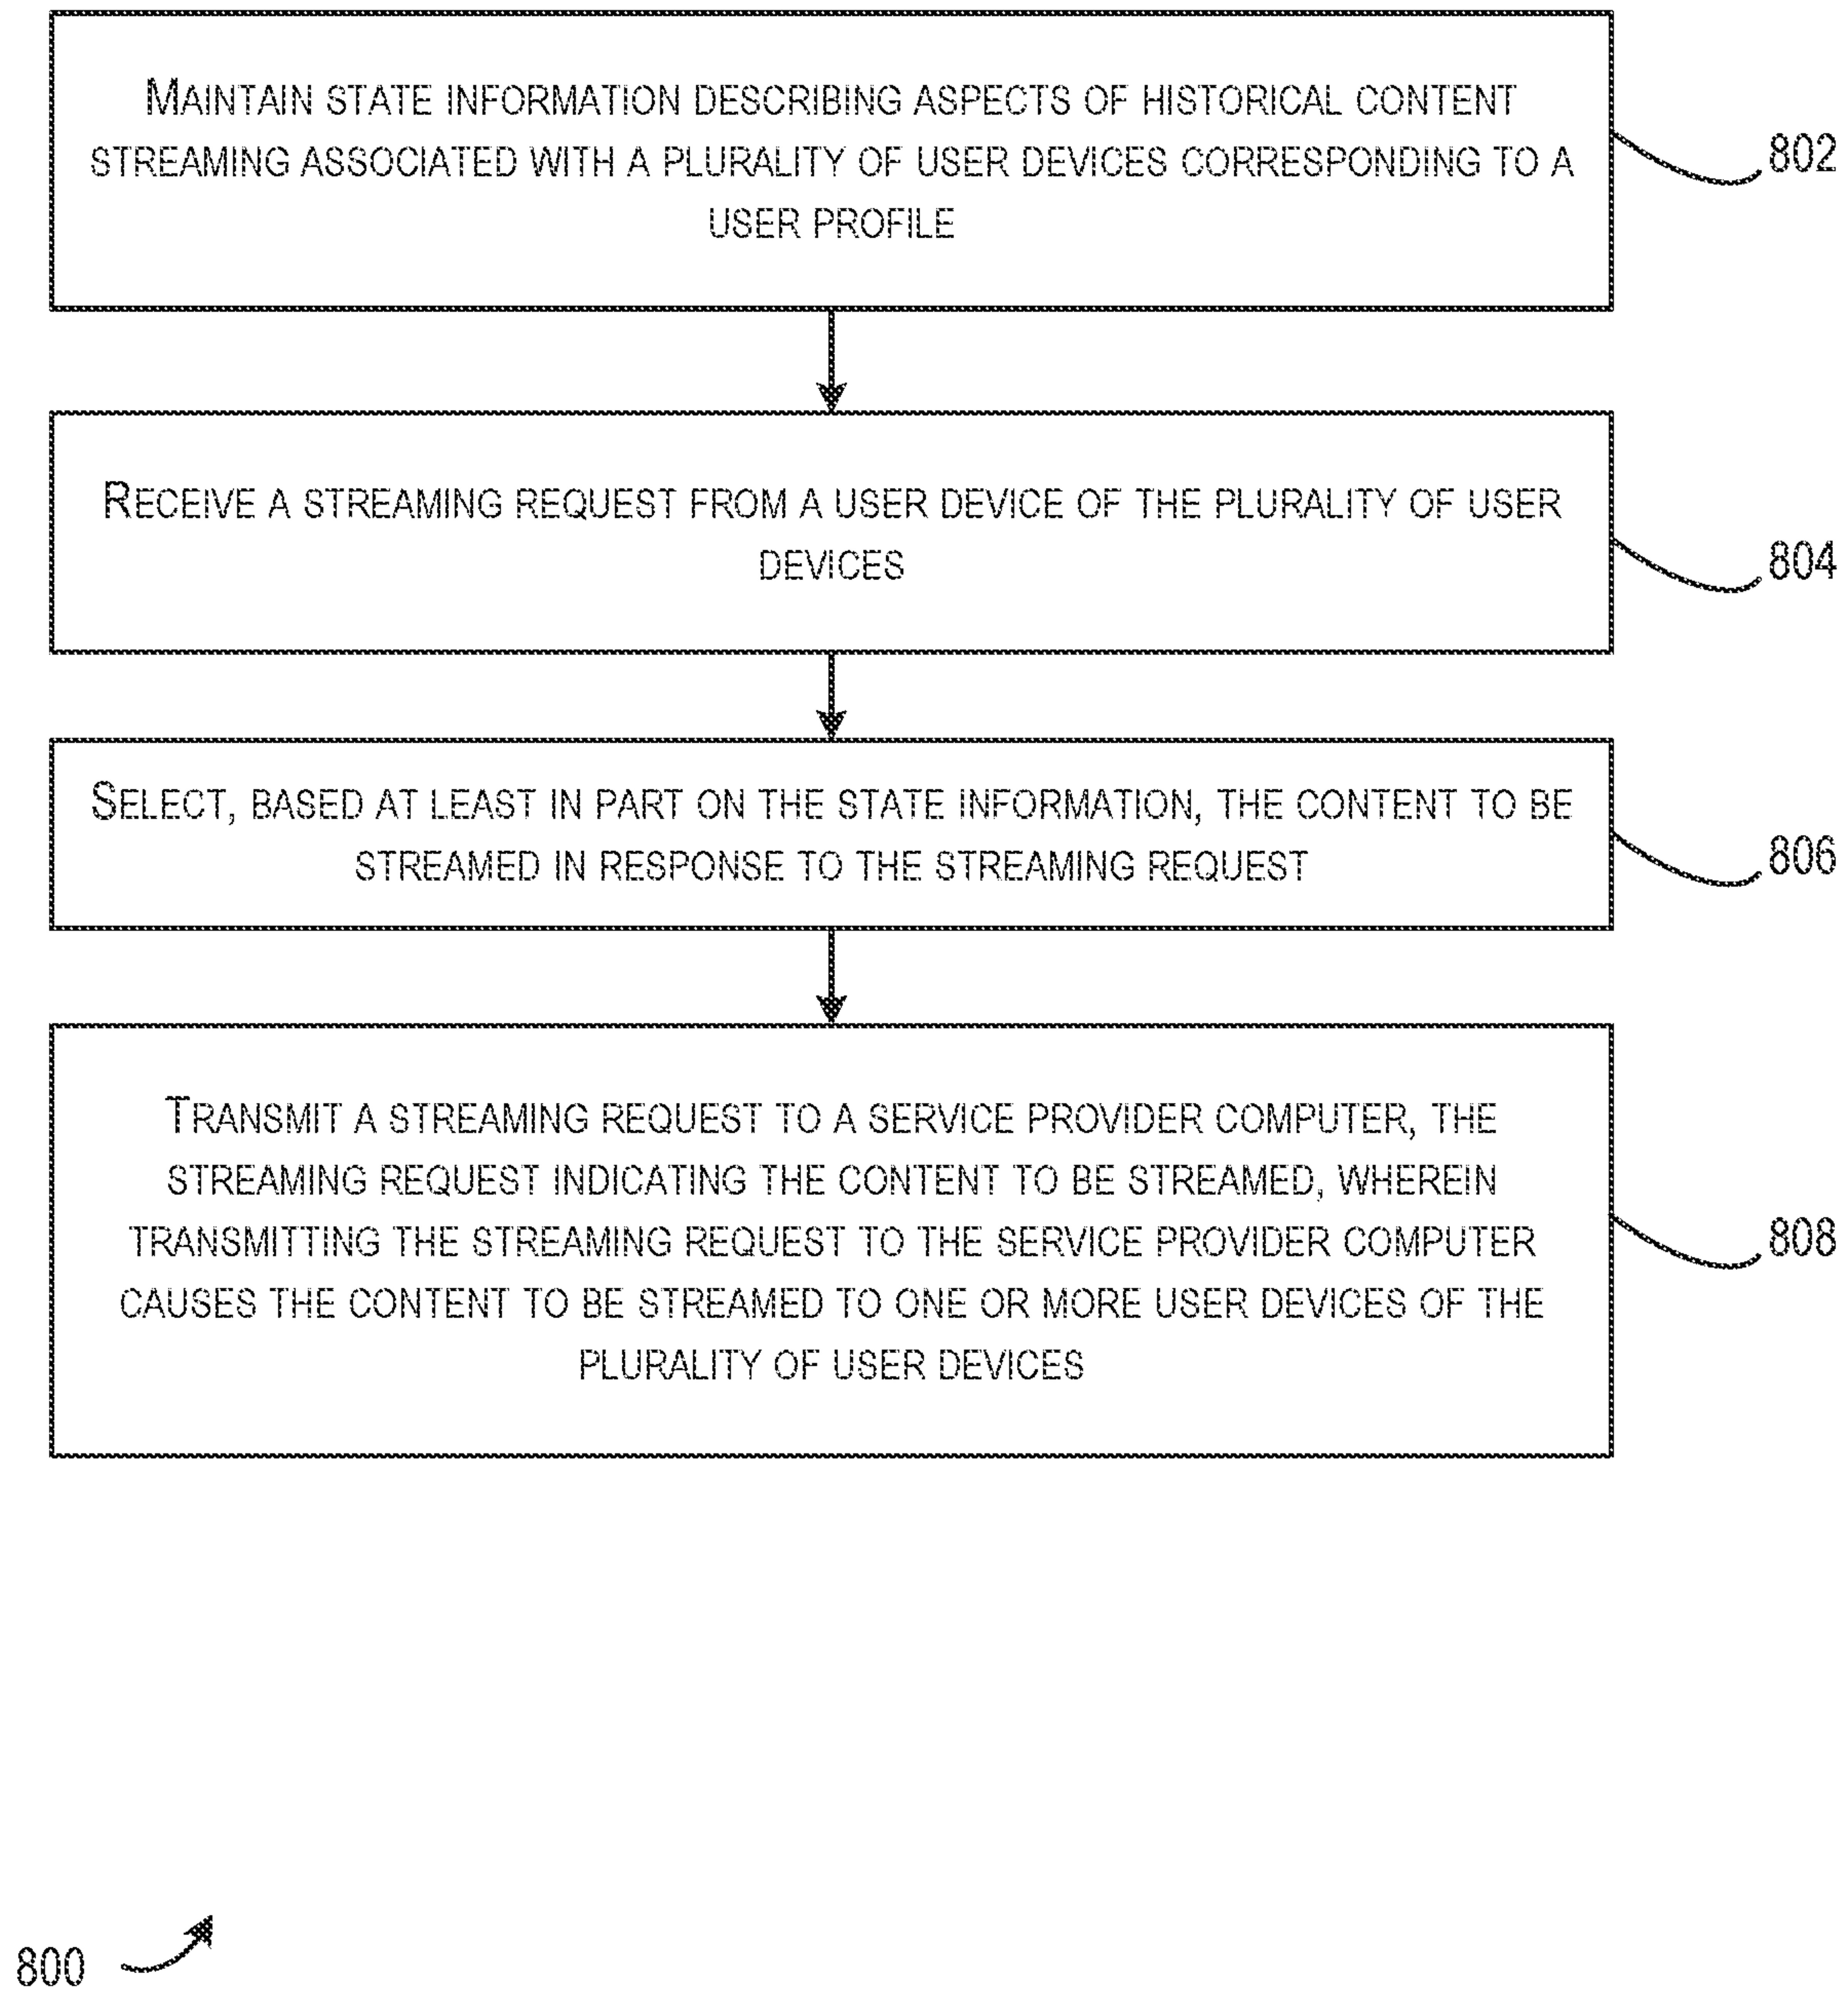 MAINTAIN STATE INFORMATION DESCRIBING ASPECTS OF HISTORICAL CONTENT
STREAMING ASSOCIATED WITH A PLURALITY OF USER DEVICES CORRESPONDING TO A
USER PROFILE
802
RECEIVE A STREAMING REQUEST FROM A USER DEVICE OF THE PLURALITY OF USER
DEVICES
804
SELECT, BASED AT LEAST IN PART ON THE STATE INFORMATION, THE CONTENT TO BE
STREAMED IN RESPONSE TO THE STREAMING REQUEST
806
TRANSMIT A STREAMING REQUEST TO A SERVICE PROVIDER COMPUTER, THE
STREAMING REQUEST INDICATING THE CONTENT TO BE STREAMED, WHEREIN
TRANSMITTING THE STREAMING REQUEST TO THE SERVICE PROVIDER COMPUTER
CAUSES THE CONTENT TO BE STREAMED TO ONE OR MORE USER DEVICES OF THE
PLURALITY OF USER DEVICES
808
800